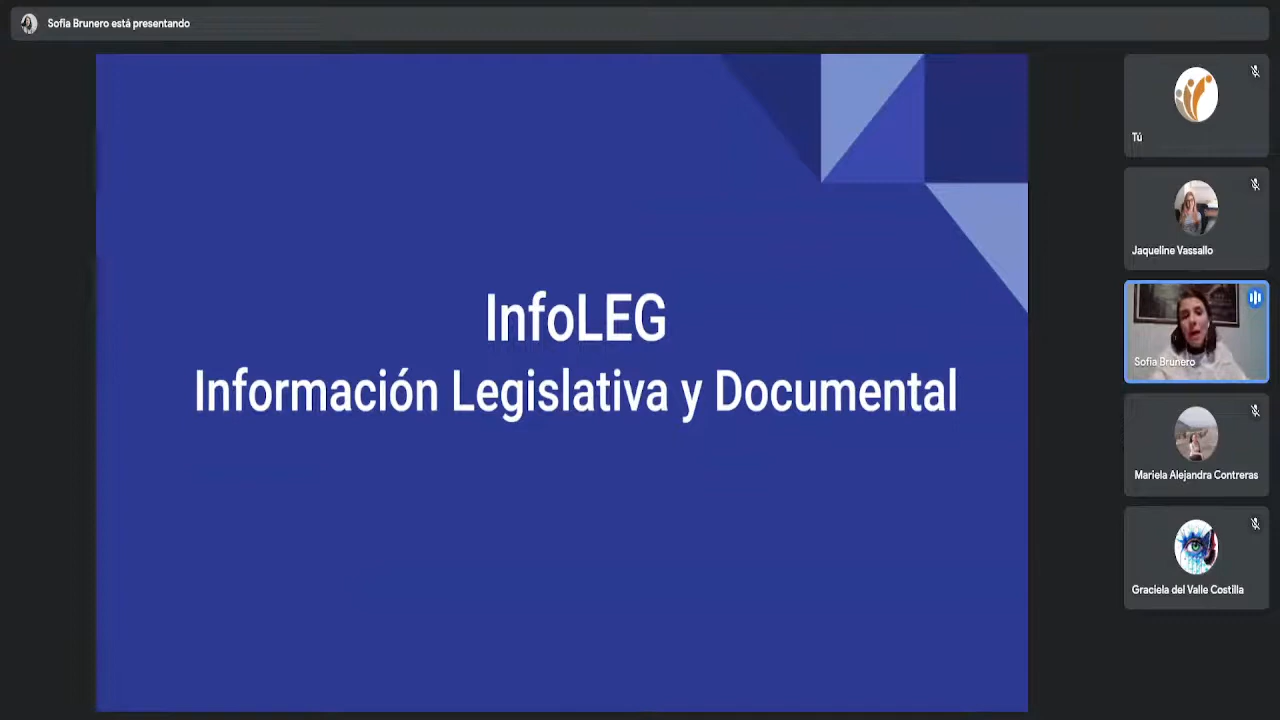 Sofia Brunero está presentando
InfoLEG
Información Legislativa y Documental
Tú
Jaqueline Vassallo
Sofia Brunero
Mariela Alejandra Contreras
Graciela del Valle Costilla